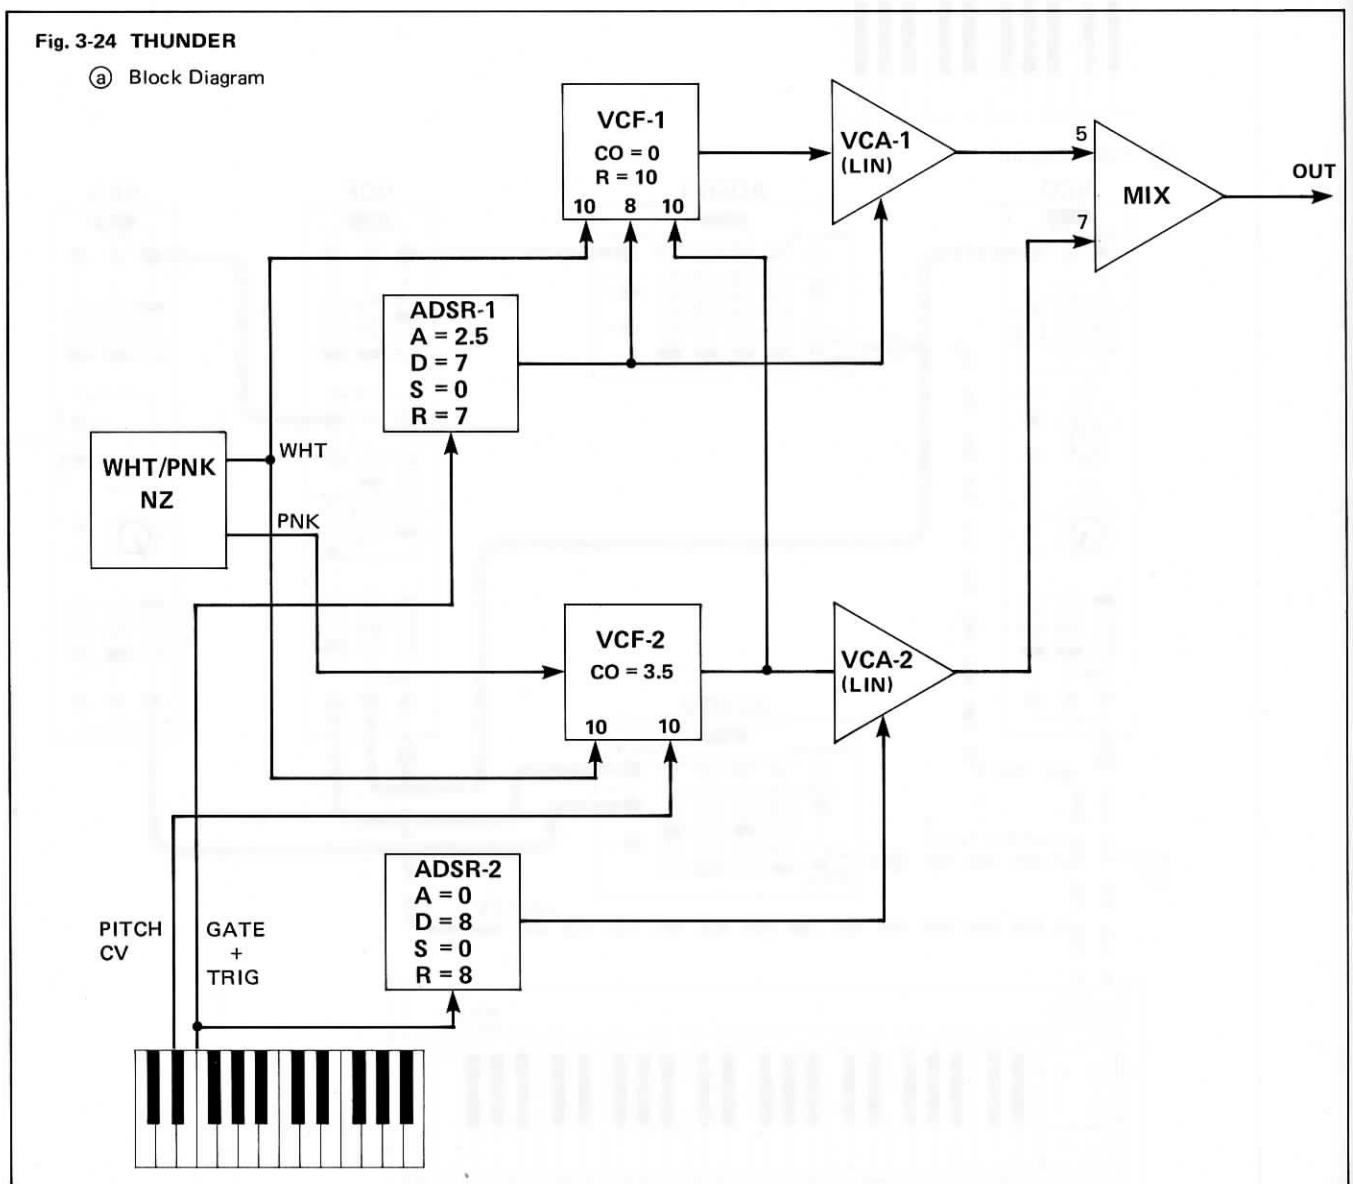 Fig. 3-24 THUNDER
ⓐ Block Diagram
VCF-1
CO = 0
R = 10
10 8 10
VCA-1
(LIN)
5
7
MIX
OUT
ADSR-1
A = 2.5
D = 7
S = 0
R = 7
WHT/PNK
NZ
WHT
PNK
VCF-2
CO = 3.5
10 10
VCA-2
(LIN)
ADSR-2
A = 0
D = 8
S = 0
R = 8
PITCH
CV
GATE
+
TRIG